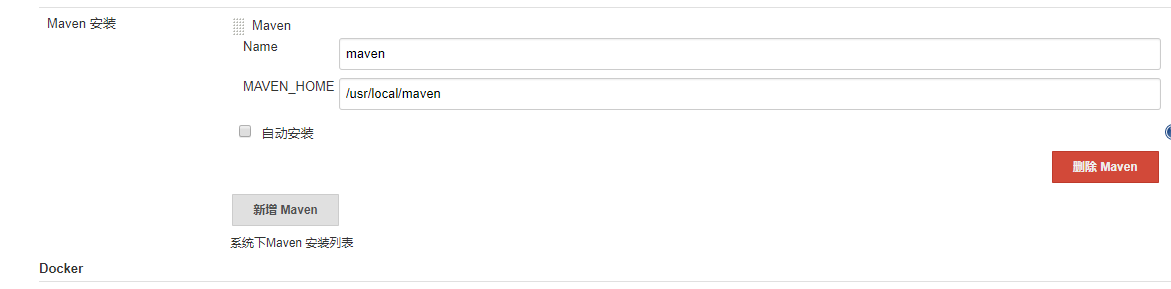 Maven 安装
Maven
Name
maven
MAVEN_HOME
/usr/local/maven
自动安装
删除 Maven
新增 Maven
系统下Maven 安装列表
Docker